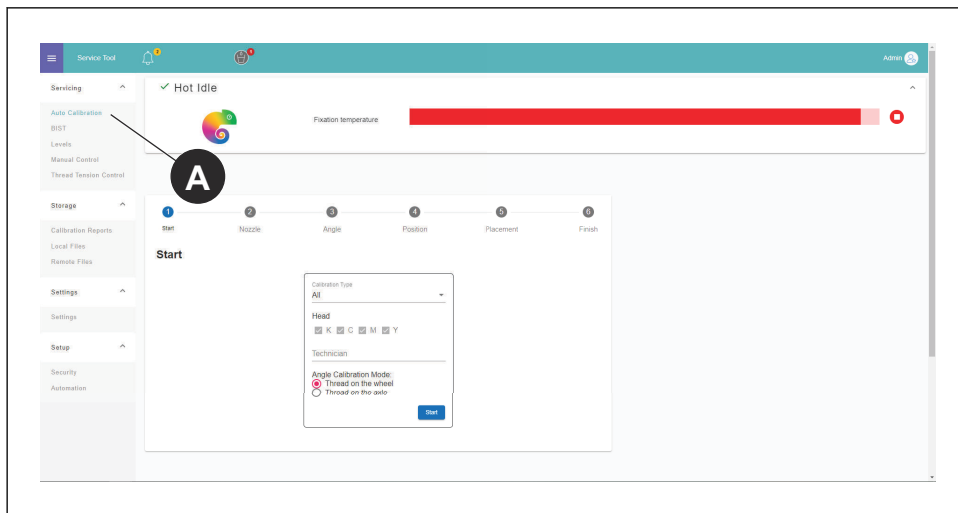 Service Tool
Admin
Servicing
Auto Calibration
BIST
Levels
Manual Control
Thread Tension Control
Storage
Calibration Reports
Local Files
Remote Files
Settings
Settings
Setup
Security
Automation
Hot Idle
Fixation temperature
A
1 2 3 4 5 6
Start Nozzle Angle Position Placement Finish
Start
Calibration Type
All
Head
K C M Y
Technician
Angle Calibration Mode:
Thread on the wheel
Thread on the axle
Start